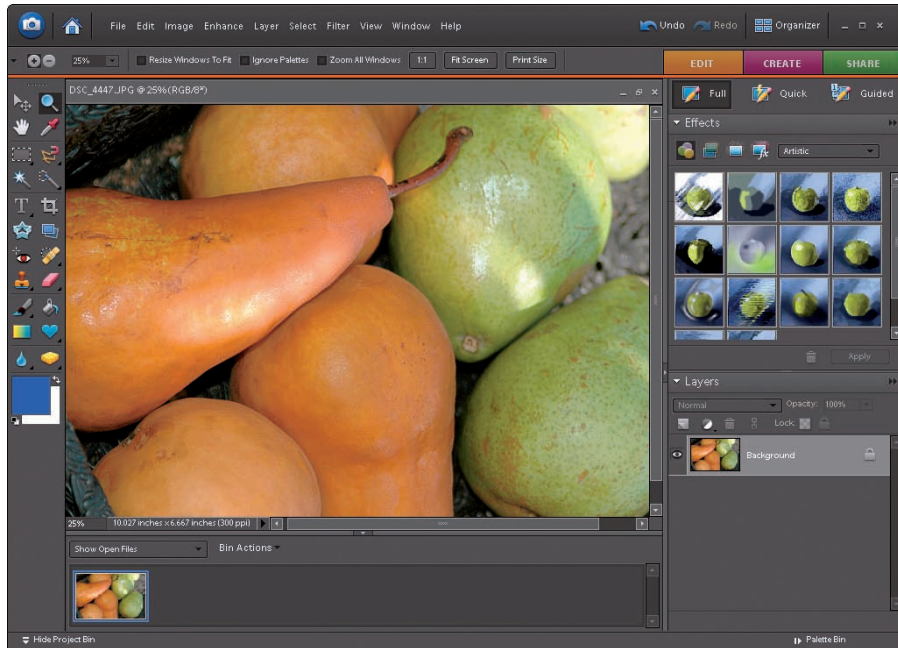 File Edit Image Enhance Layer Select Filter View Window Help
Undo Redo Organizer
25% Resize Windows To Fit Ignore Palettes Zoom All Windows 1:1 Fit Screen Print Size
EDIT CREATE SHARE
DSC_4447.JPG @ 25% (RGB/8*)
Full Quick Guided
Effects
Artistic
Apply
Layers
Normal Opacity: 100%
Lock:
Background
25% 10.027 inches x 6.667 inches (300 ppi)
Show Open Files Bin Actions
Hide Project Bin
Palette Bin